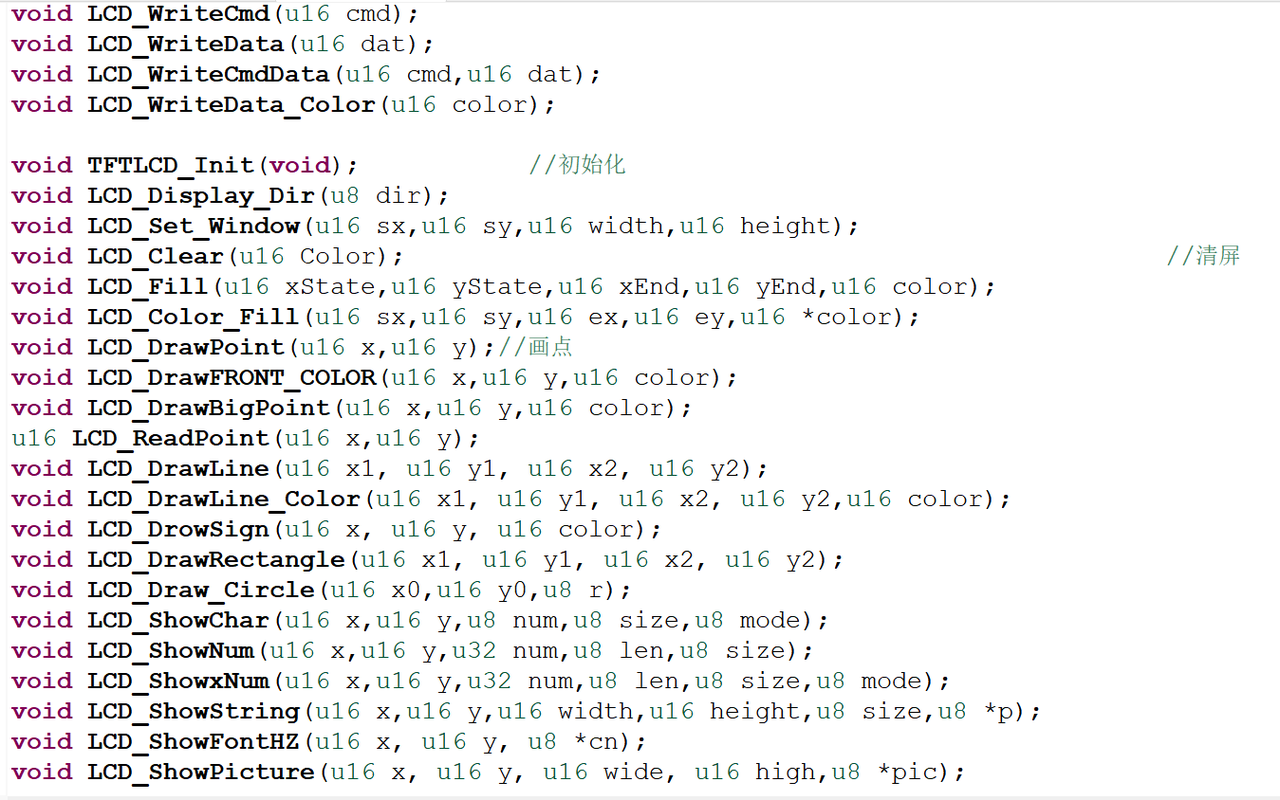 void LCD_WriteCmd(u16 cmd);
void LCD_WriteData(u16 dat);
void LCD_WriteCmdData(u16 cmd,u16 dat);
void LCD_WriteData_Color(u16 color);
void TFTLCD_Init(void); //初始化
void LCD_Display_Dir(u8 dir);
void LCD_Set_Window(u16 sx,u16 sy,u16 width,u16 height);
void LCD_Clear(u16 Color); //清屏
void LCD_Fill(u16 xState,u16 yState,u16 xEnd,u16 yEnd,u16 color);
void LCD_Color_Fill(u16 sx,u16 sy,u16 ex,u16 ey,u16 *color);
void LCD_DrawPoint(u16 x,u16 y);//画点
void LCD_DrawFRONT_COLOR(u16 x,u16 y,u16 color);
void LCD_DrawBigPoint(u16 x,u16 y,u16 color);
u16 LCD_ReadPoint(u16 x,u16 y);
void LCD_DrawLine(u16 x1, u16 y1, u16 x2, u16 y2);
void LCD_DrawLine_Color(u16 x1, u16 y1, u16 x2, u16 y2,u16 color);
void LCD_DrowSign(u16 x, u16 y, u16 color);
void LCD_DrawRectangle(u16 x1, u16 y1, u16 x2, u16 y2);
void LCD_Draw_Circle(u16 x0,u16 y0,u8 r);
void LCD_ShowChar(u16 x,u16 y,u8 num,u8 size,u8 mode);
void LCD_ShowNum(u16 x,u16 y,u32 num,u8 len,u8 size);
void LCD_ShowxNum(u16 x,u16 y,u32 num,u8 len,u8 size,u8 mode);
void LCD_ShowString(u16 x,u16 y,u16 width,u16 height,u8 size,u8 *p);
void LCD_ShowFontHZ(u16 x, u16 y, u8 *cn);
void LCD_ShowPicture(u16 x, u16 y, u16 wide, u16 high,u8 *pic);